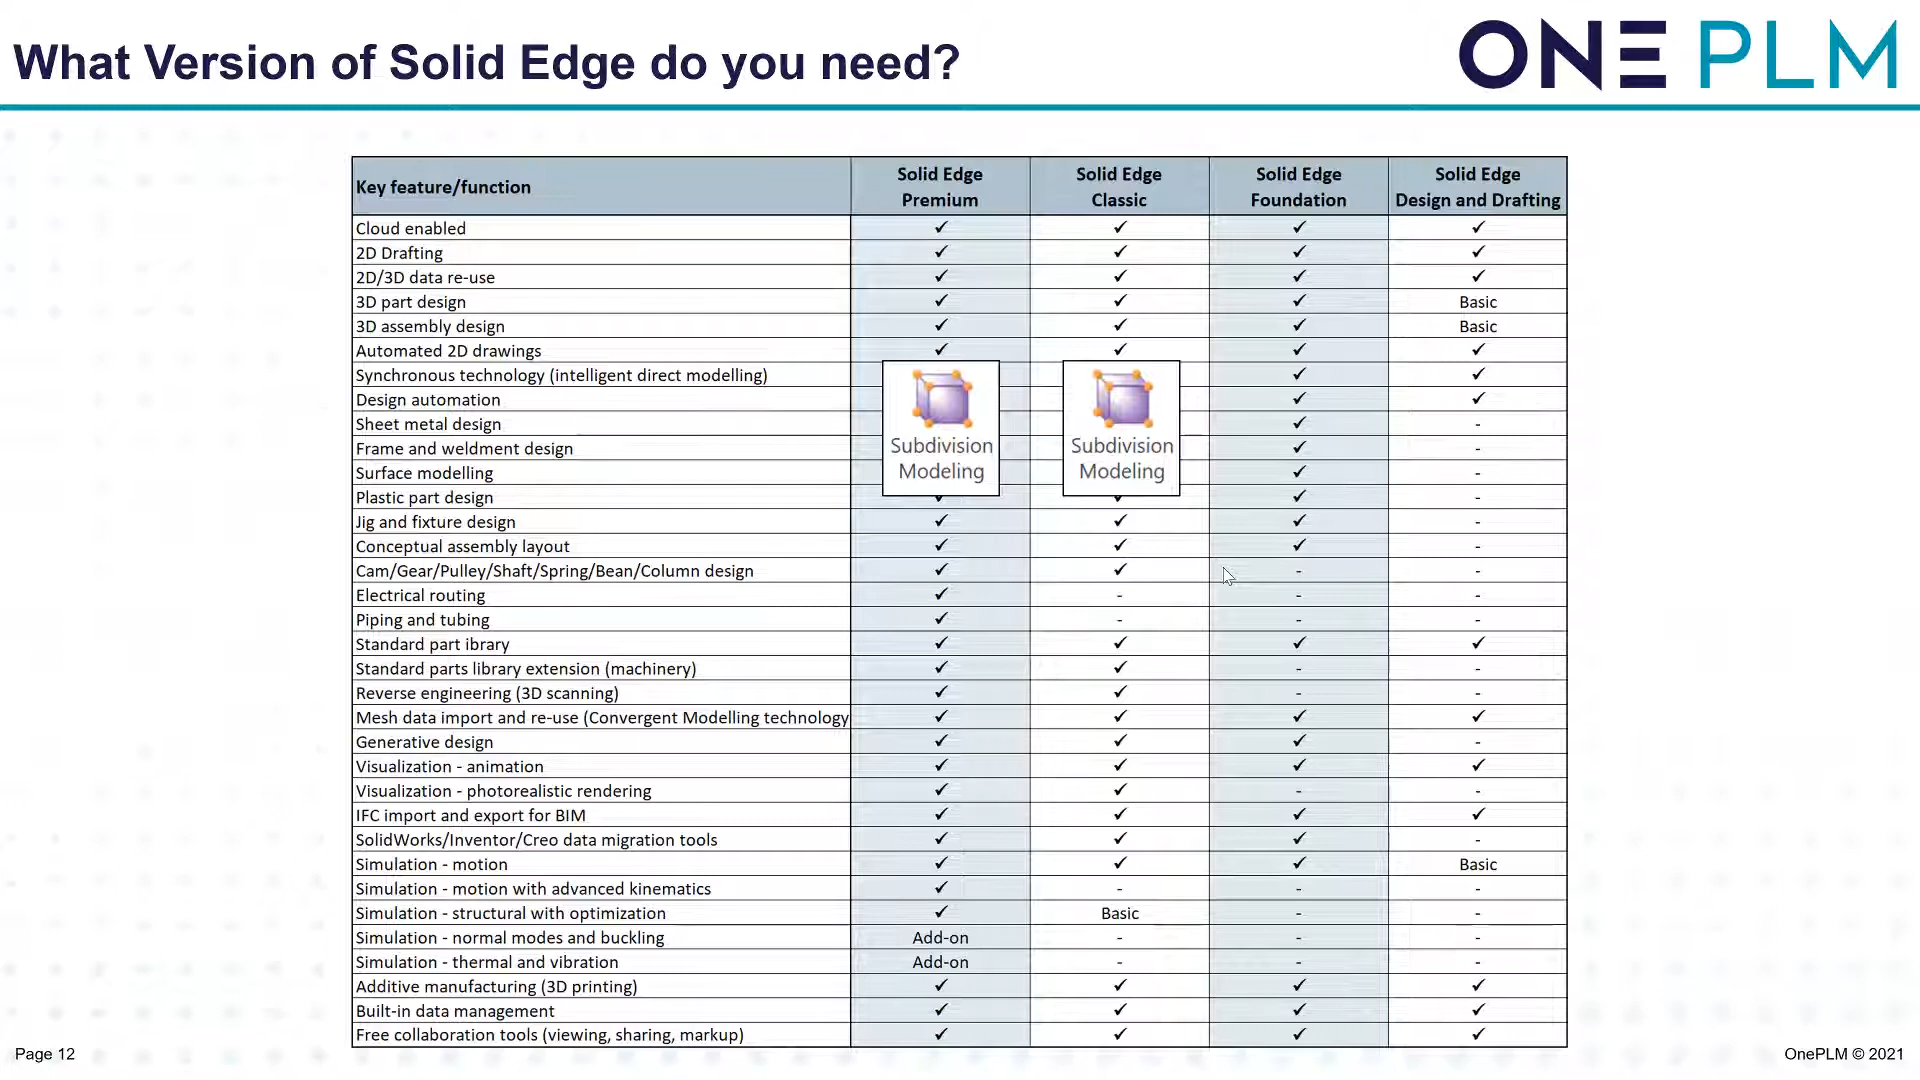 What Version of Solid Edge do you need?
ONE PLM
Key feature/function Solid Edge Premium Solid Edge Classic Solid Edge Foundation Solid Edge Design and Drafting
Cloud enabled ✓ ✓ ✓ ✓
2D Drafting ✓ ✓ ✓ ✓
2D/3D data re-use ✓ ✓ ✓ ✓
3D part design ✓ ✓ ✓ Basic
3D assembly design ✓ ✓ ✓ Basic
Automated 2D drawings ✓ ✓ ✓ ✓
Synchronous technology (intelligent direct modelling) ✓ ✓
Design automation ✓ ✓
Sheet metal design ✓ -
Frame and weldment design ✓ -
Subdivision Modeling
Subdivision Modeling
Surface modelling ✓ -
Plastic part design ✓ ✓ ✓ -
Jig and fixture design ✓ ✓ ✓ -
Conceptual assembly layout ✓ ✓ ✓ -
Cam/Gear/Pulley/Shaft/Spring/Bean/Column design ✓ ✓ - -
Electrical routing ✓ - - -
Piping and tubing ✓ - - -
Standard part ibrary ✓ ✓ ✓ ✓
Standard parts library extension (machinery) ✓ ✓ - -
Reverse engineering (3D scanning) ✓ ✓ - -
Mesh data import and re-use (Convergent Modelling technology ✓ ✓ ✓ ✓
Generative design ✓ ✓ ✓ -
Visualization - animation ✓ ✓ ✓ ✓
Visualization - photorealistic rendering ✓ ✓ - -
IFC import and export for BIM ✓ ✓ ✓ ✓
SolidWorks/Inventor/Creo data migration tools ✓ ✓ ✓ -
Simulation - motion ✓ ✓ ✓ Basic
Simulation - motion with advanced kinematics ✓ - - -
Simulation - structural with optimization ✓ Basic - -
Simulation - normal modes and buckling Add-on - - -
Simulation - thermal and vibration Add-on - - -
Additive manufacturing (3D printing) ✓ ✓ ✓ ✓
Built-in data management ✓ ✓ ✓ ✓
Free collaboration tools (viewing, sharing, markup) ✓ ✓ ✓ ✓
Page 12
OnePLM © 2021